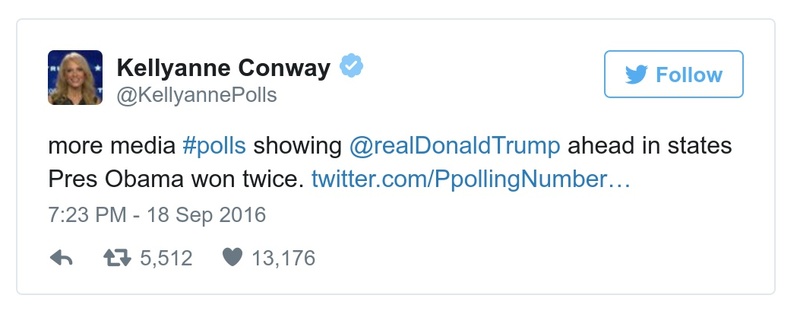 Kellyanne Conway
@KellyannePolls
Follow
more media #polls showing @realDonaldTrump ahead in states
Pres Obama won twice. twitter.com/PpollingNumber…
7:23 PM - 18 Sep 2016
5,512 13,176